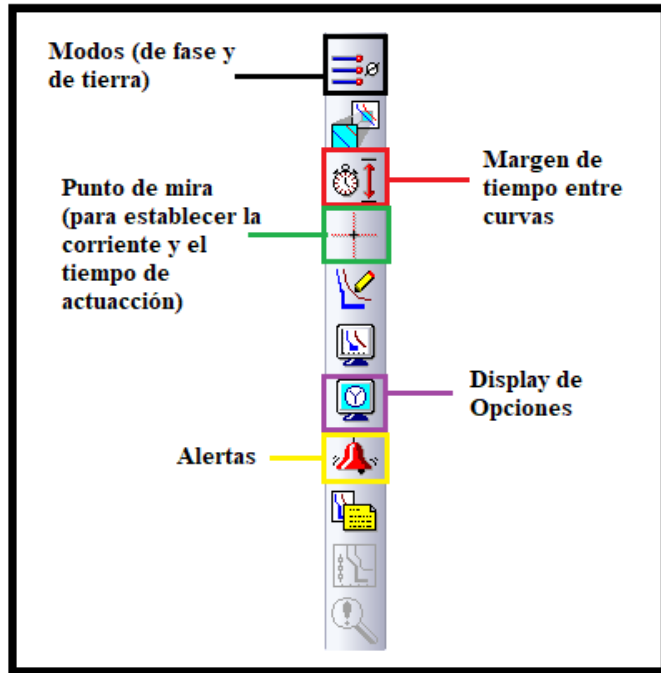 Modos (de fase y
de tierra)
Margen de
tiempo entre
curvas
Punto de mira
(para establecer la
corriente y el
tiempo de
actuacción)
Display de
Opciones
Alertas